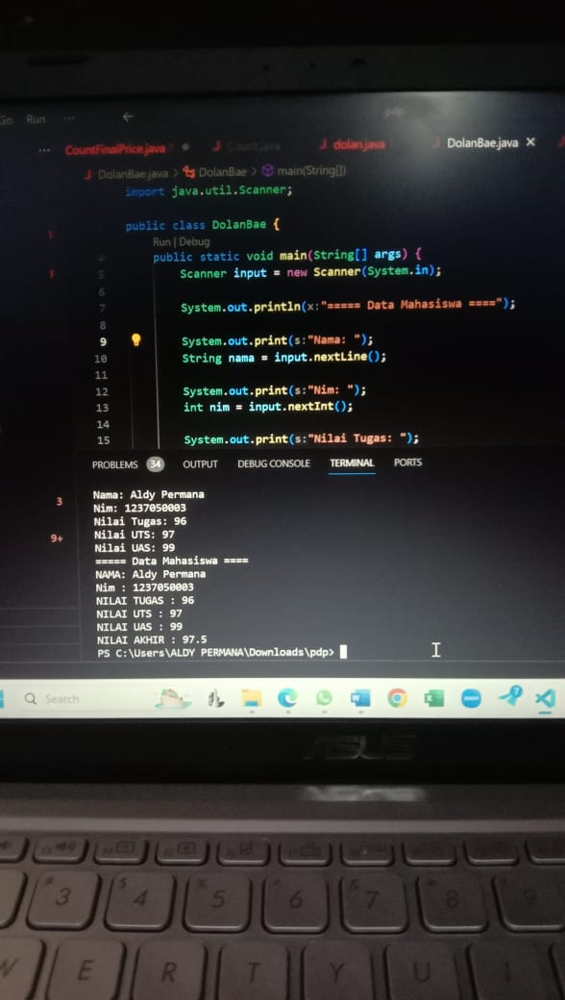 Go Run ... ← pdp
... CountFinalPrice.java 1 ● J Count.java J dolan.java J DolanBae.java ×
J DolanBae.java > DolanBae > main(String[])
import java.util.Scanner;
public class DolanBae {
Run | Debug
4 public static void main(String[] args) {
5 Scanner input = new Scanner(System.in);
6
7 System.out.println(x:"===== Data Mahasiswa ====");
8
9 System.out.print(s:"Nama: ");
10 String nama = input.nextLine();
11
12 System.out.print(s:"Nim: ");
13 int nim = input.nextInt();
14
15 System.out.print(s:"Nilai Tugas: ");
1
1
PROBLEMS 34 OUTPUT DEBUG CONSOLE TERMINAL PORTS
Nama: Aldy Permana
3
Nim: 1237050003
Nilai Tugas: 96
Nilai UTS: 97
9+
Nilai UAS: 99
===== Data Mahasiswa ====
NAMA: Aldy Permana
Nim : 1237050003
NILAI TUGAS : 96
NILAI UTS : 97
NILAI UAS : 99
NILAI AKHIR : 97.5
PS C:\Users\ALDY PERMANA\Downloads\pdp>
Search
ASUS
# 3 $ 4 % 5 ^ 6 & 7 8 9
W E R T Y U I